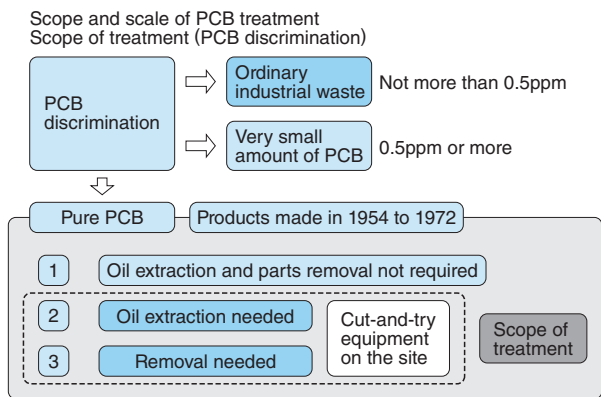 Scope and scale of PCB treatment
Scope of treatment (PCB discrimination)
PCB
discrimination
Ordinary
industrial waste
Not more than 0.5ppm
Very small
amount of PCB
0.5ppm or more
Pure PCB
Products made in 1954 to 1972
1
Oil extraction and parts removal not required
2
Oil extraction needed
3
Removal needed
Cut-and-try
equipment
on the site
Scope of
treatment